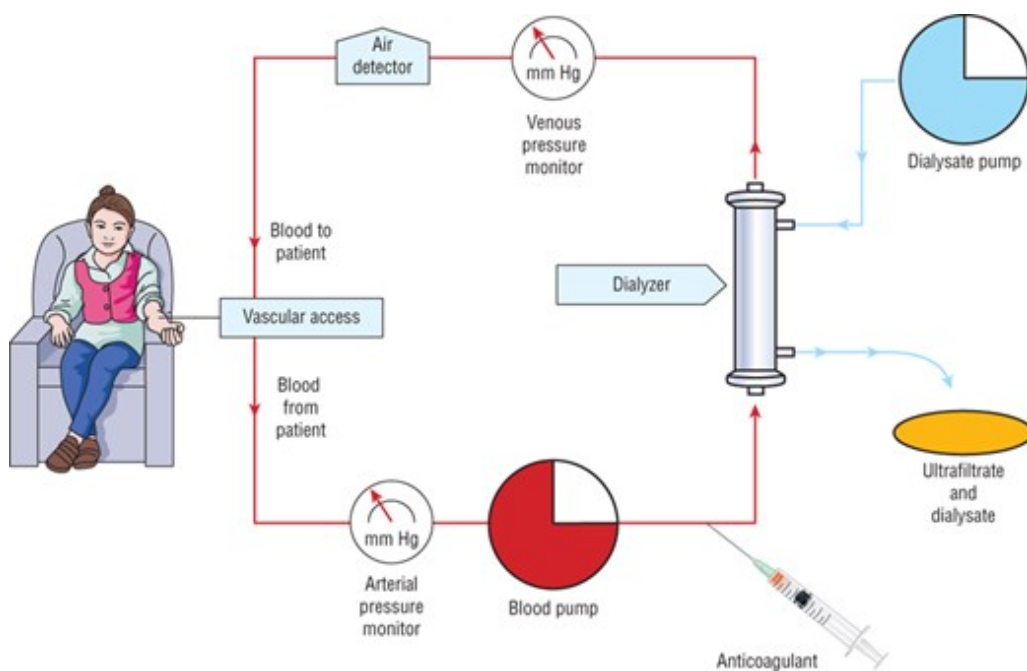 Air
detector
mm Hg
Venous
pressure
monitor
Dialysate pump
Blood to
patient
Dialyzer
Vascular access
Blood
from
patient
Ultrafiltrate
and
dialysate
mm Hg
Arterial
pressure
monitor
Blood pump
Anticoagulant